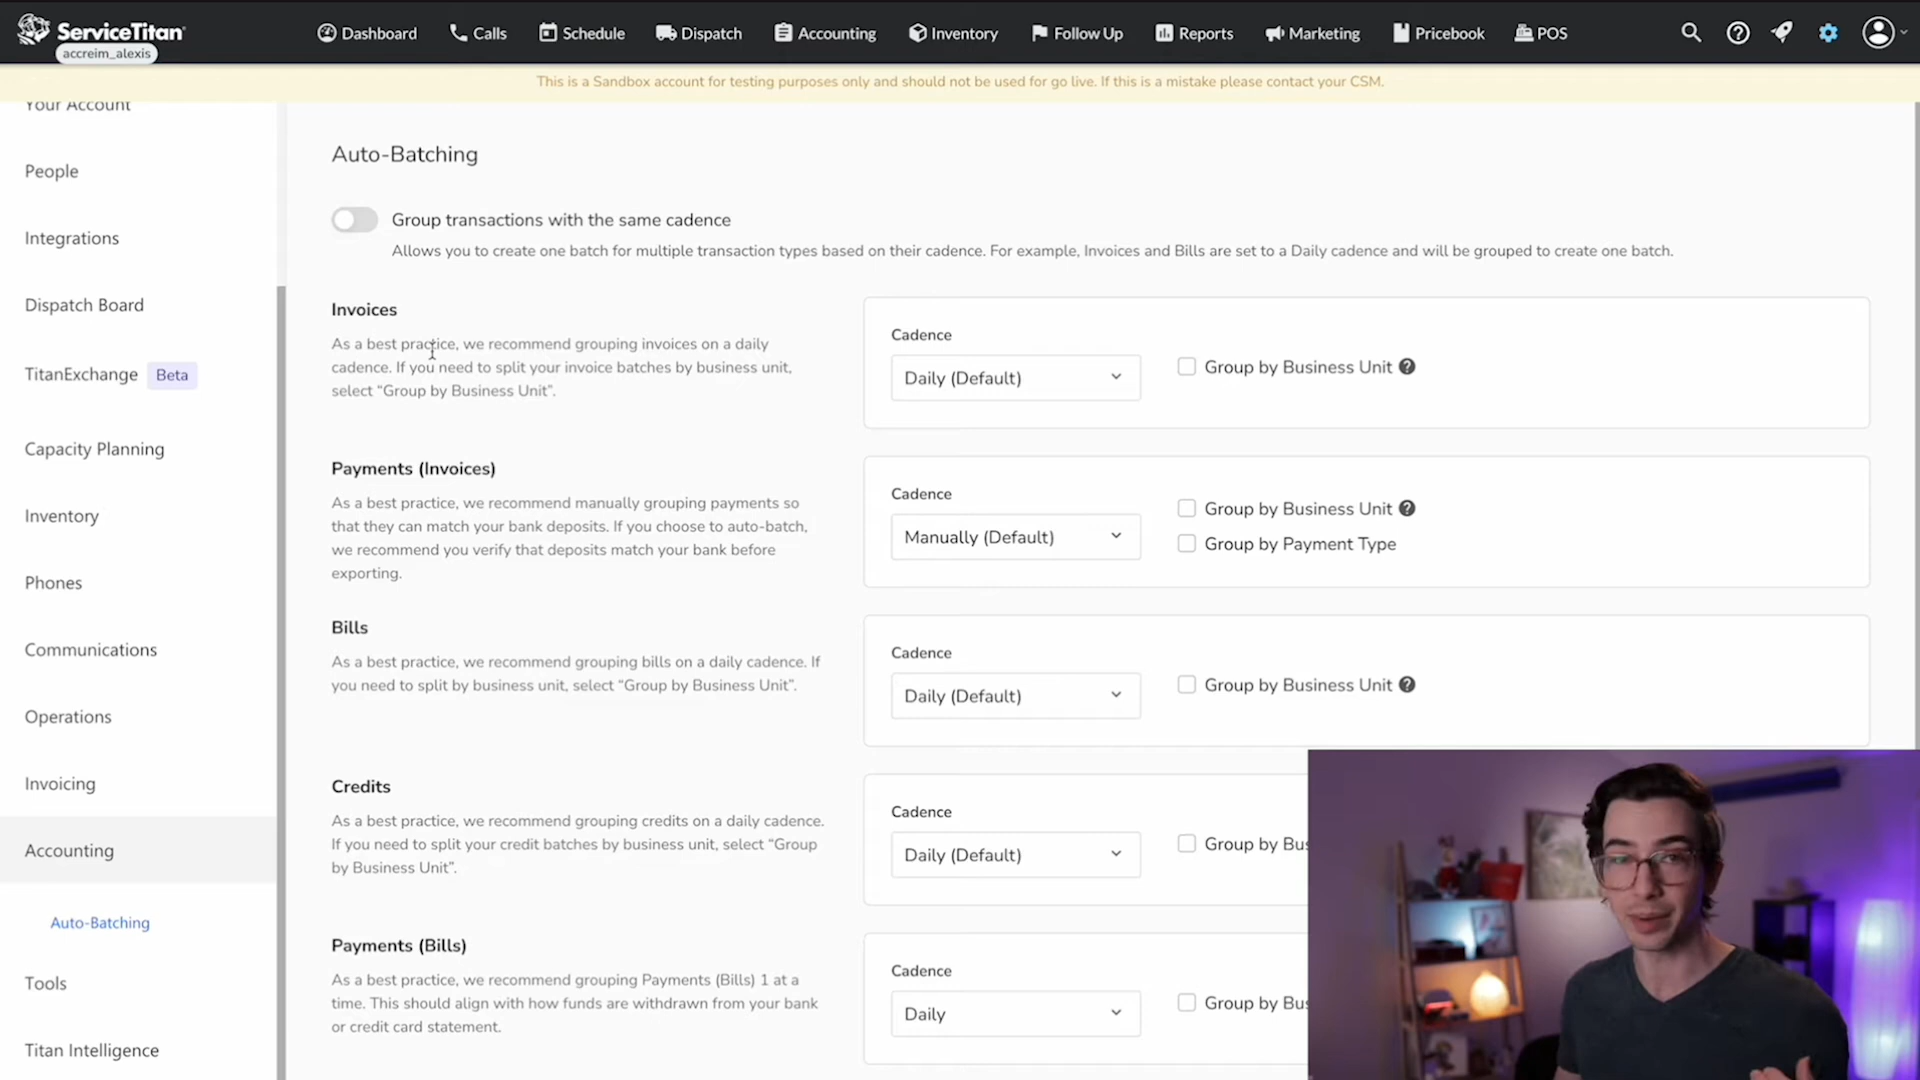 ServiceTitan
accreim_alexis
Dashboard
Calls
Schedule
Dispatch
Accounting
Inventory
Follow Up
Reports
Marketing
Pricebook
POS
This is a Sandbox account for testing purposes only and should not be used for go live. If this is a mistake please contact your CSM.
Your Account
People
Integrations
Dispatch Board
TitanExchange Beta
Capacity Planning
Inventory
Phones
Communications
Operations
Invoicing
Accounting
Auto-Batching
Tools
Titan Intelligence
Auto-Batching
Group transactions with the same cadence
Allows you to create one batch for multiple transaction types based on their cadence. For example, Invoices and Bills are set to a Daily cadence and will be grouped to create one batch.
Invoices
As a best practice, we recommend grouping invoices on a daily
cadence. If you need to split your invoice batches by business unit,
select “Group by Business Unit”.
Cadence
Daily (Default)
Group by Business Unit
Payments (Invoices)
As a best practice, we recommend manually grouping payments so
that they can match your bank deposits. If you choose to auto-batch,
we recommend you verify that deposits match your bank before
exporting.
Cadence
Manually (Default)
Group by Business Unit
Group by Payment Type
Bills
As a best practice, we recommend grouping bills on a daily cadence. If
you need to split by business unit, select “Group by Business Unit”.
Cadence
Daily (Default)
Group by Business Unit
Credits
As a best practice, we recommend grouping credits on a daily cadence.
If you need to split your credit batches by business unit, select “Group
by Business Unit”.
Cadence
Daily (Default)
Group by Bus
Payments (Bills)
As a best practice, we recommend grouping Payments (Bills) 1 at a
time. This should align with how funds are withdrawn from your bank
or credit card statement.
Cadence
Daily
Group by Bus